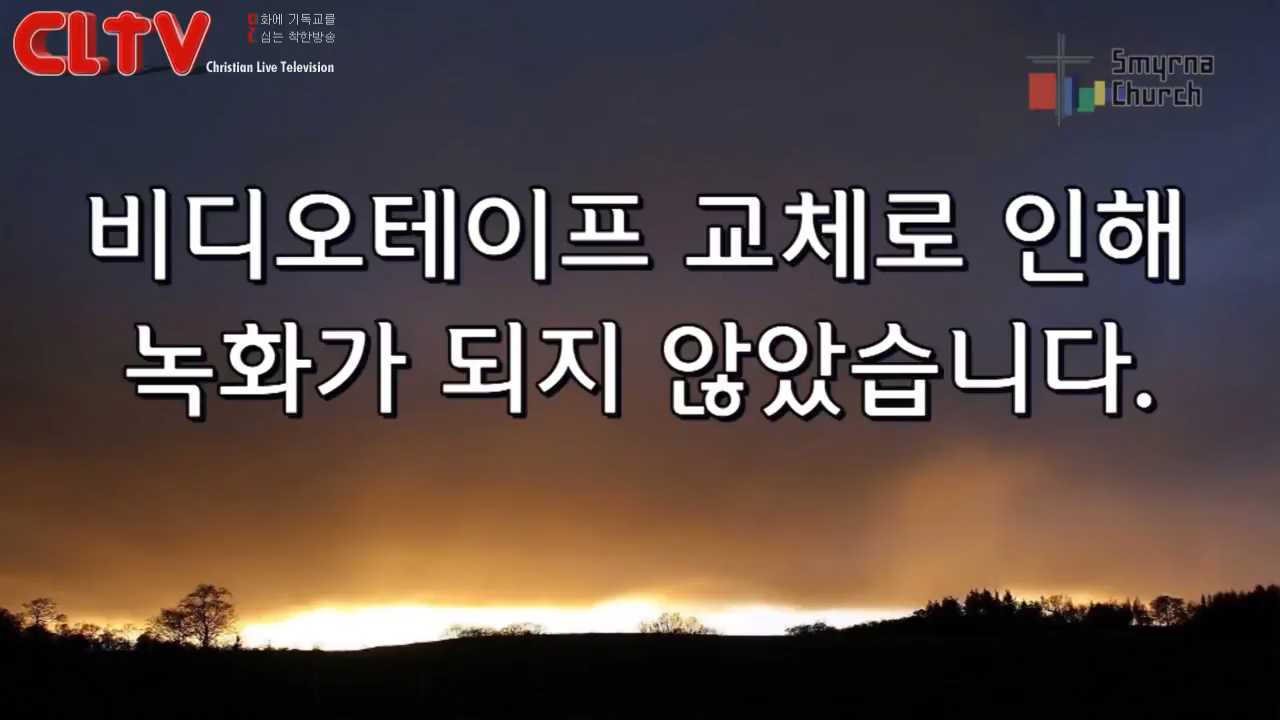 CLTV
문화에 기독교를
심는 착한방송
Christian Live Television
Smyrna
Church
비디오테이프 교체로 인해
녹화가 되지 않았습니다.